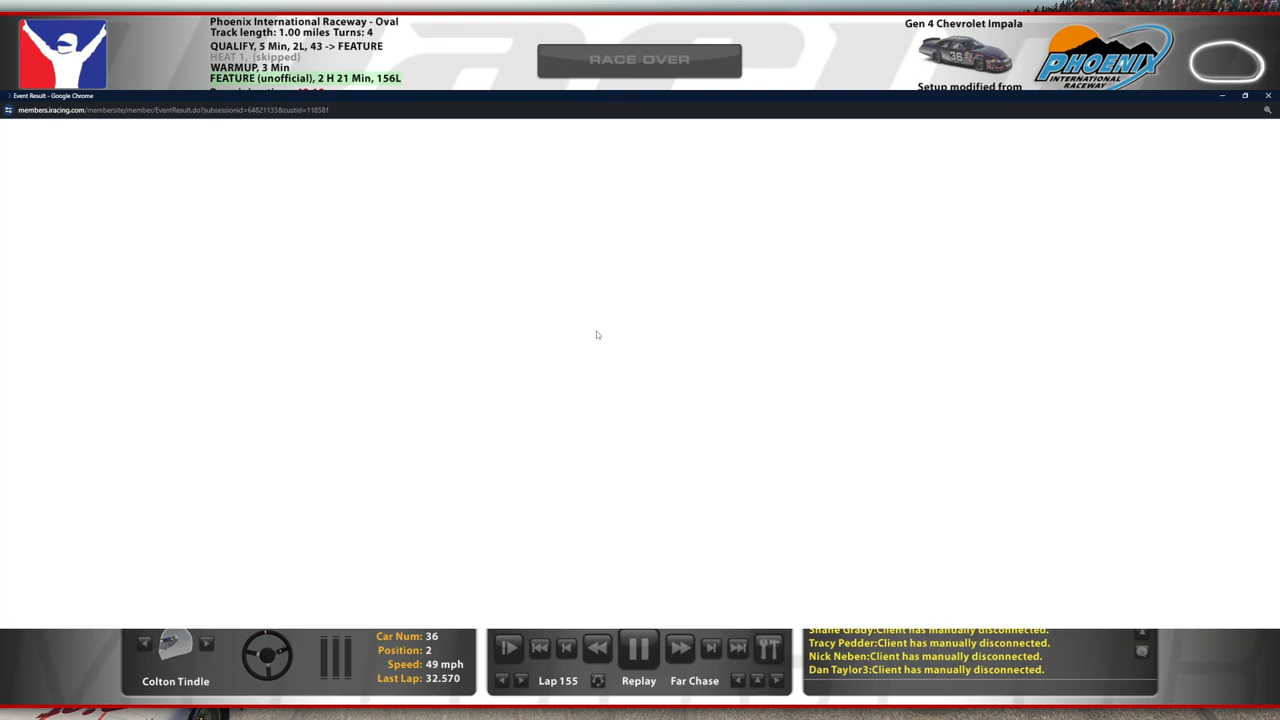 Phoenix International Raceway - Oval
Track length: 1.00 miles Turns: 4
QUALIFY, 5 Min, 2L, 43 -> FEATURE
HEAT 1, (skipped)
WARMUP, 3 Min
FEATURE (unofficial), 2 H 21 Min, 156L
RACE OVER
Gen 4 Chevrolet Impala
36
PHOENIX
INTERNATIONAL
RACEWAY
Setup modified from
Event Result - Google Chrome
members.iracing.com/membersite/member/EventResult.do?subsessionid=64821133&custid=118581
Colton Tindle
Car Num: 36
Position: 2
Speed: 49 mph
Last Lap: 32.570
Lap 155
Replay
Far Chase
Shane Grady:Client has manually disconnected.
Tracy Pedder:Client has manually disconnected.
Nick Neben:Client has manually disconnected.
Dan Taylor3:Client has manually disconnected.